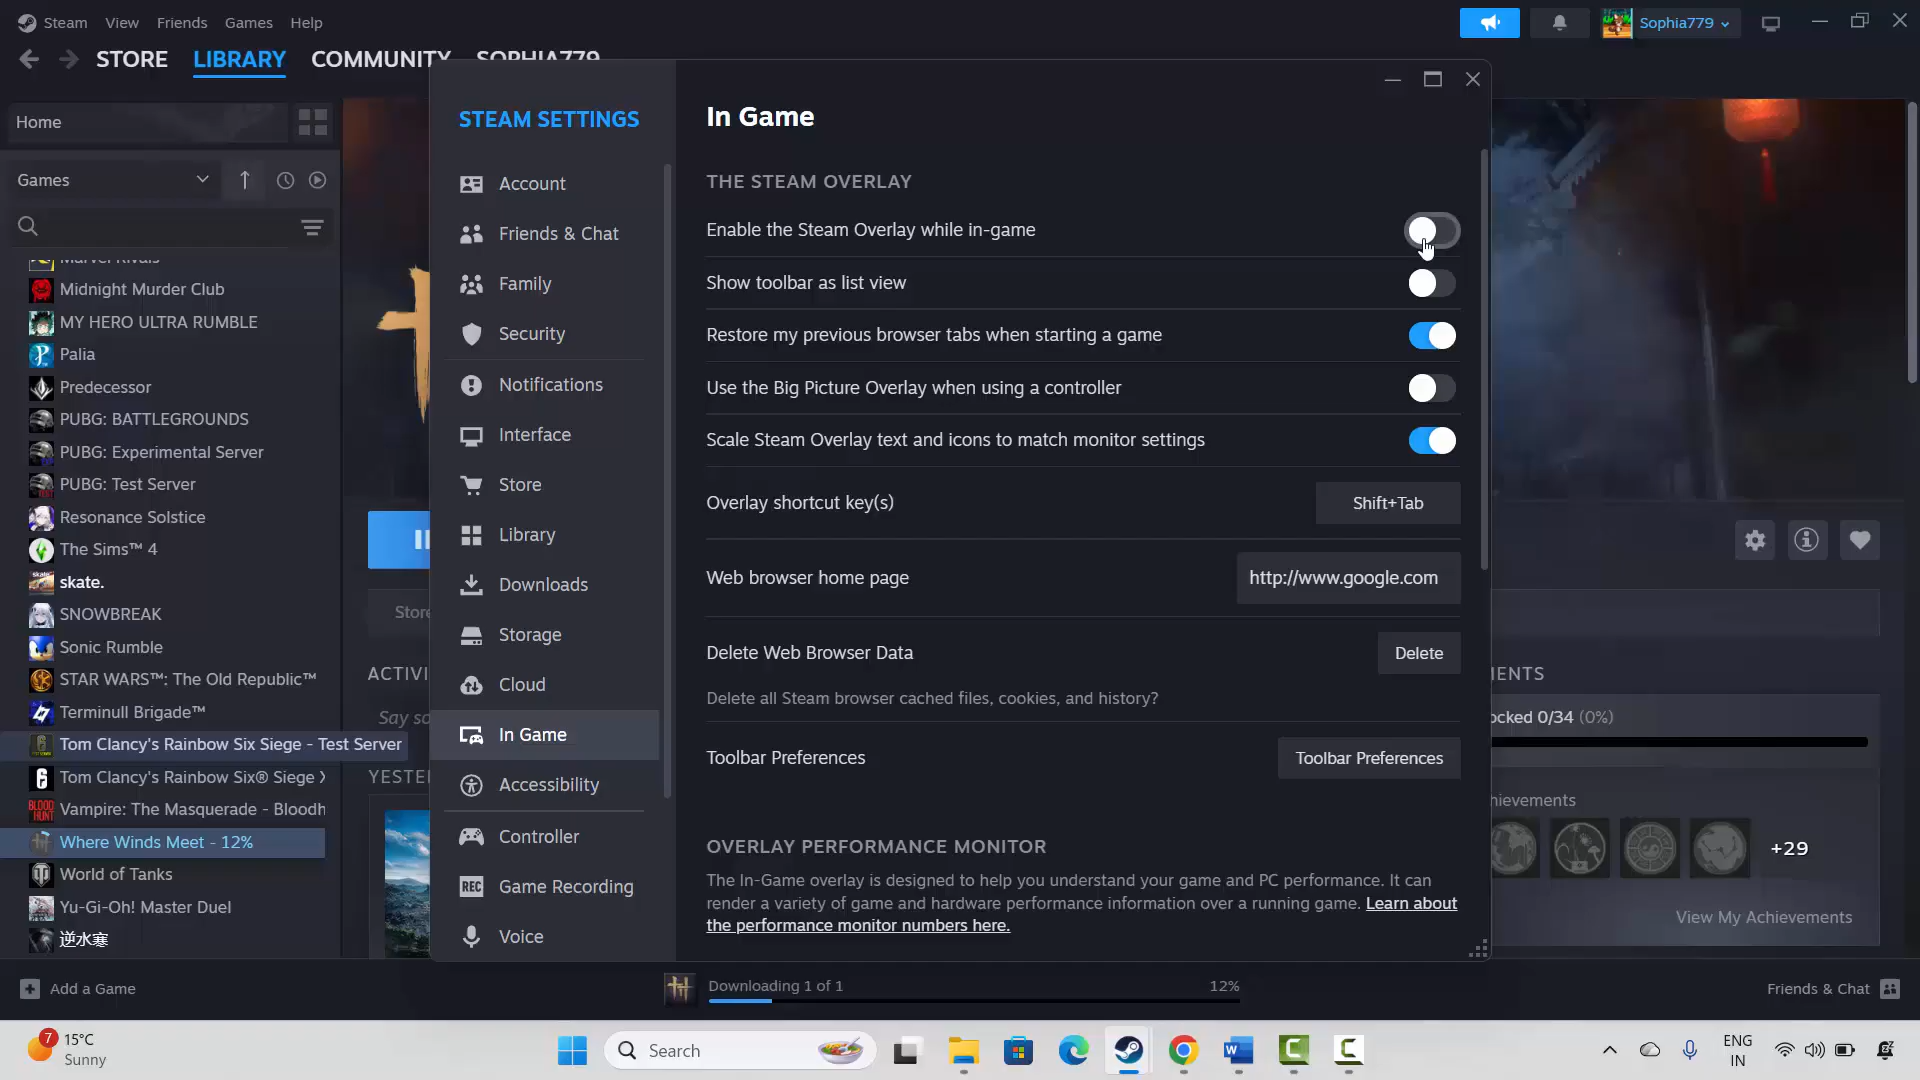 Steam View Friends Games Help
Sophia779
STORE LIBRARY COMMUNITY SOPHIA779
Home
Games
Marvel Rivals
Midnight Murder Club
MY HERO ULTRA RUMBLE
Palia
Predecessor
PUBG: BATTLEGROUNDS
PUBG: Experimental Server
PUBG: Test Server
Resonance Solstice
The Sims™ 4
skate.
SNOWBREAK
Sonic Rumble
STAR WARS™: The Old Republic™
Terminull Brigade™
Tom Clancy's Rainbow Six Siege - Test Server
Tom Clancy's Rainbow Six® Siege X
Vampire: The Masquerade - Bloodh
Where Winds Meet - 12%
World of Tanks
Yu-Gi-Oh! Master Duel
逆水寒
Add a Game
Store
ACTIVI
Say so
YESTE
STEAM SETTINGS
Account
Friends & Chat
Family
Security
Notifications
Interface
Store
Library
Downloads
Storage
Cloud
In Game
Accessibility
Controller
REC Game Recording
Voice
In Game
THE STEAM OVERLAY
Enable the Steam Overlay while in-game
Show toolbar as list view
Restore my previous browser tabs when starting a game
Use the Big Picture Overlay when using a controller
Scale Steam Overlay text and icons to match monitor settings
Overlay shortcut key(s) Shift+Tab
Web browser home page http://www.google.com
Delete Web Browser Data Delete
Delete all Steam browser cached files, cookies, and history?
Toolbar Preferences Toolbar Preferences
OVERLAY PERFORMANCE MONITOR
The In-Game overlay is designed to help you understand your game and PC performance. It can
render a variety of game and hardware performance information over a running game. Learn about
the performance monitor numbers here.
MENTS
ocked 0/34 (0%)
hievements
+29
View My Achievements
Downloading 1 of 1 12%
Friends & Chat
7
15°C
Sunny
Search
ENG
IN